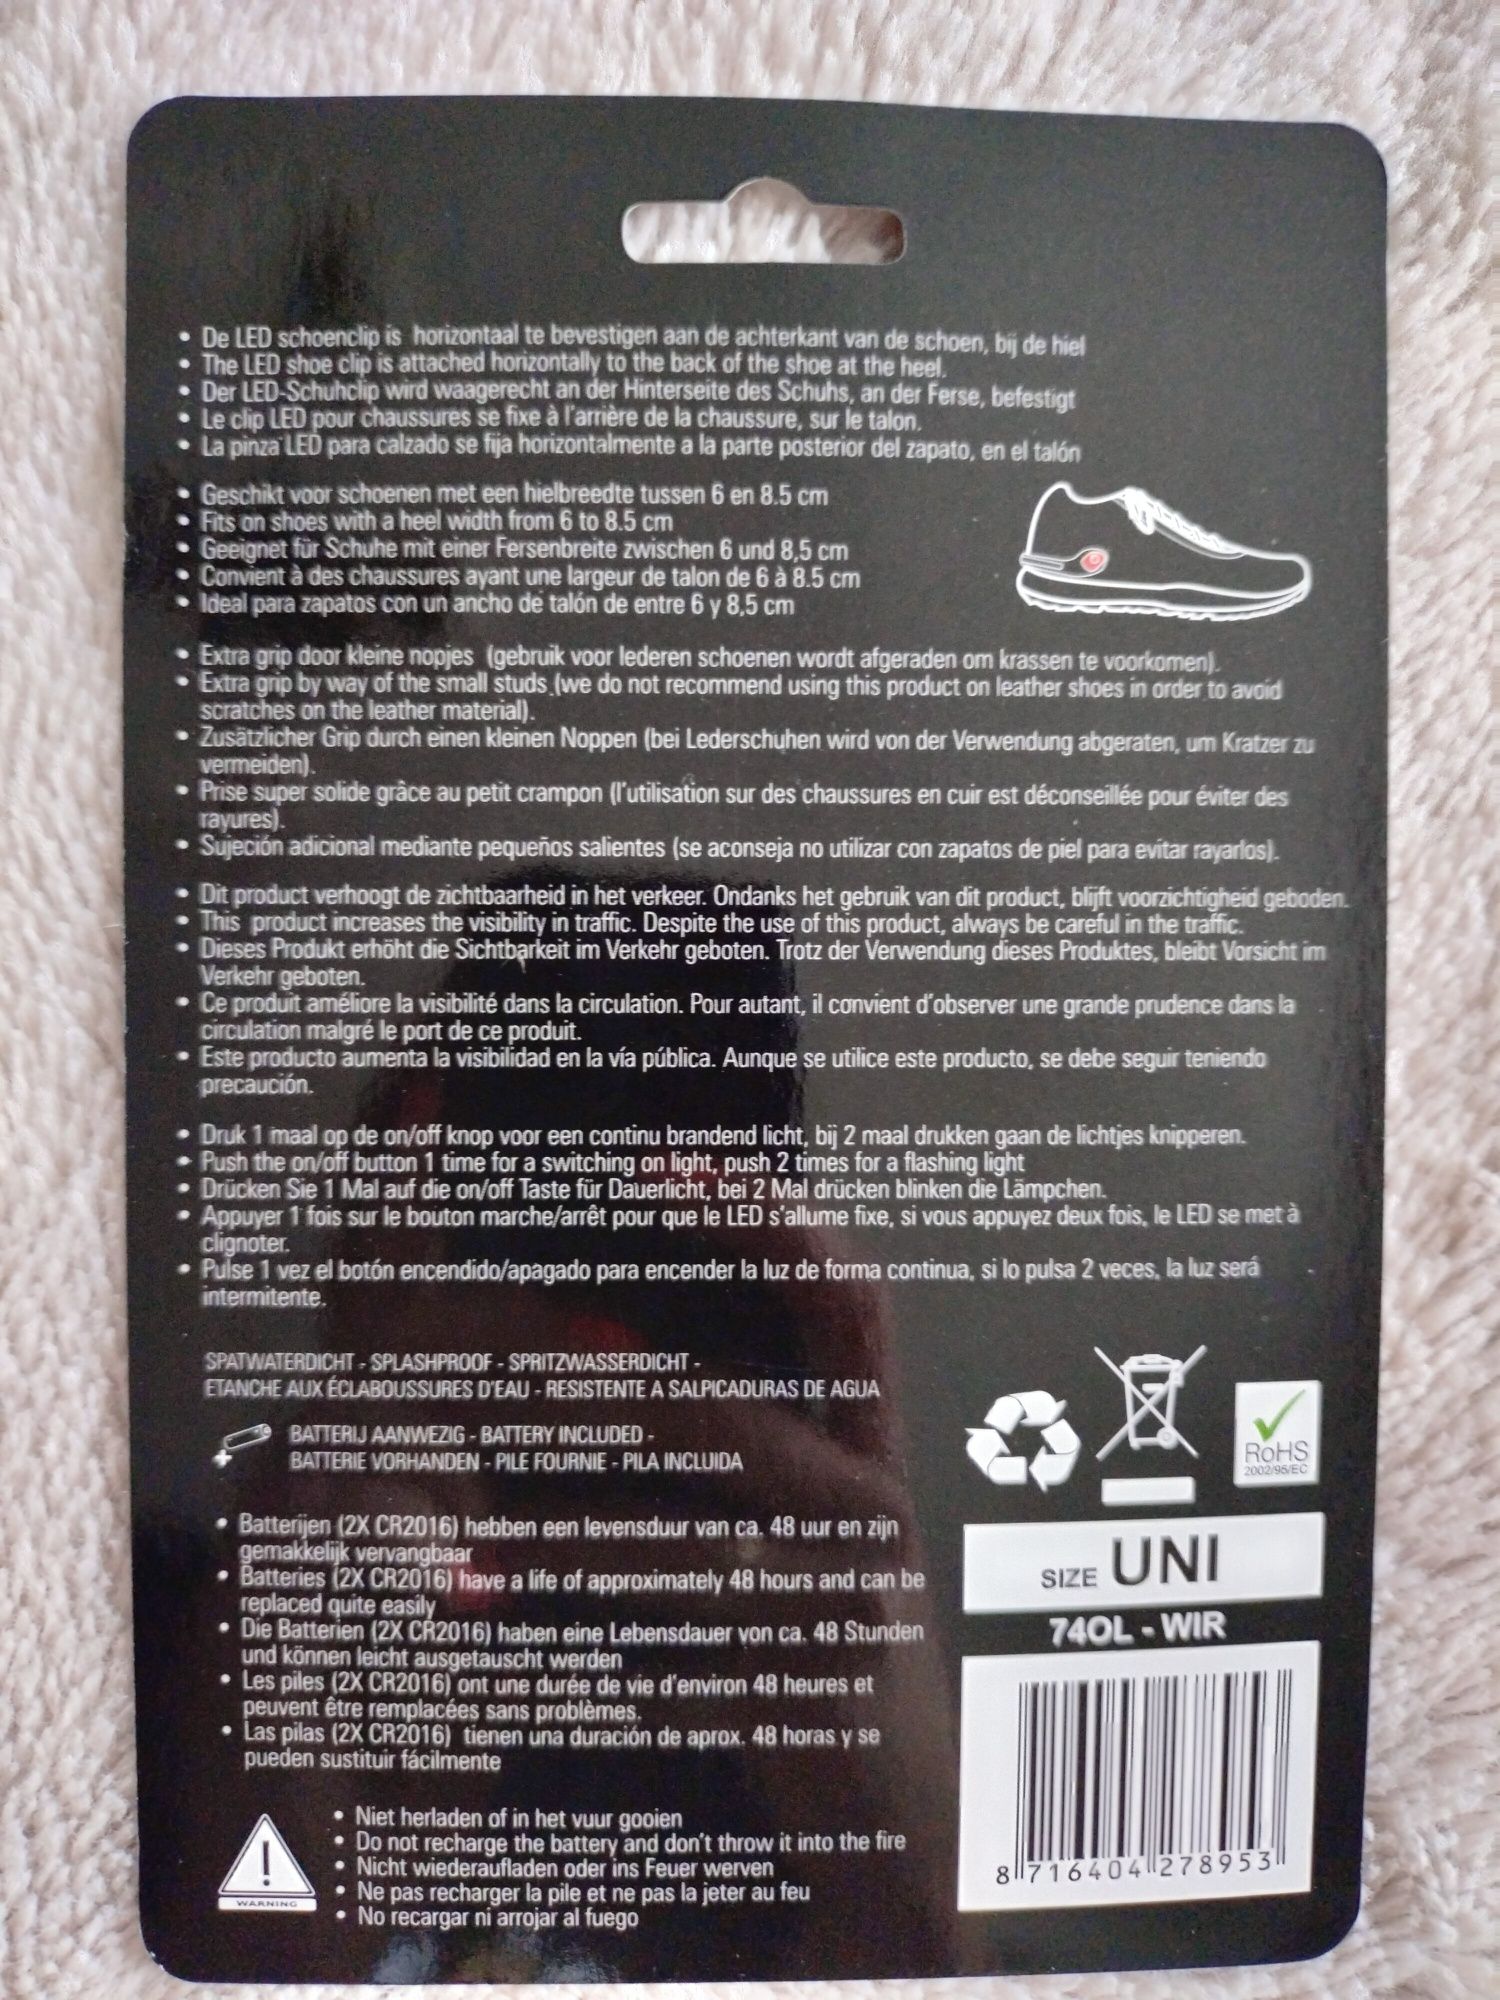 • De LED schoenclip is horizontaal te bevestigen aan de achterkant van de schoen, bij de hiel
• The LED shoe clip is attached horizontally to the back of the shoe at the heel.
• Der LED-Schuhclip wird waagerecht an der Hinterseite des Schuhs, an der Ferse, befestigt
• Le clip LED pour chaussures se fixe à l'arrière de la chaussure, sur le talon.
• La pinza LED para calzado se fija horizontalmente a la parte posterior del zapato, en el talón
• Geschikt voor schoenen met een hielbreedte tussen 6 en 8.5 cm
• Fits on shoes with a heel width from 6 to 8.5 cm
• Geeignet für Schuhe mit einer Fersenbreite zwischen 6 und 8,5 cm
• Convient à des chaussures ayant une largeur de talon de 6 à 8.5 cm
• Ideal para zapatos con un ancho de talón de entre 6 y 8,5 cm
• Extra grip door kleine nopjes (gebruik voor lederen schoenen wordt afgeraden om krassen te voorkomen).
• Extra grip by way of the small studs.(we do not recommend using this product on leather shoes in order to avoid
scratches on the leather material).
• Zusätzlicher Grip durch einen kleinen Noppen (bei Lederschuhen wird von der Verwendung abgeraten, um Kratzer zu
vermeiden).
• Prise super solide grâce au petit crampon (l'utilisation sur des chaussures en cuir est déconseillée pour éviter des
rayures).
• Sujeción adicional mediante pequeños salientes (se aconseja no utilizar con zapatos de piel para evitar rayarlos).
• Dit product verhoogt de zichtbaarheid in het verkeer. Ondanks het gebruik van dit product, blijft voorzichtigheid geboden.
• This product increases the visibility in traffic. Despite the use of this product, always be careful in the traffic.
• Dieses Produkt erhöht die Sichtbarkeit im Verkehr geboten. Trotz der Verwendung dieses Produktes, bleibt Vorsicht im
Verkehr geboten.
• Ce produit améliore la visibilité dans la circulation. Pour autant, il convient d'observer une grande prudence dans la
circulation malgré le port de ce produit.
• Este producto aumenta la visibilidad en la vía pública. Aunque se utilice este producto, se debe seguir teniendo
precaución.
• Druk 1 maal op de on/off knop voor een continu brandend licht, bij 2 maal drukken gaan de lichtjes knipperen.
• Push the on/off button 1 time for a switching on light, push 2 times for a flashing light
• Drücken Sie 1 Mal auf die on/off Taste für Dauerlicht, bei 2 Mal drücken blinken die Lämpchen.
• Appuyer 1 fois sur le bouton marche/arrêt pour que le LED s'allume fixe, si vous appuyez deux fois, le LED se met à
clignoter.
• Pulse 1 vez el botón encendido/apagado para encender la luz de forma continua, si lo pulsa 2 veces, la luz será
intermitente.
SPATWATERDICHT - SPLASHPROOF - SPRITZWASSERDICHT -
ETANCHE AUX ÉCLABOUSSURES D'EAU - RESISTENTE A SALPICADURAS DE AGUA
BATTERIJ AANWEZIG - BATTERY INCLUDED -
BATTERIE VORHANDEN - PILE FOURNIE - PILA INCLUIDA
RoHS
2002/95/EC
• Batterijen (2X CR2016) hebben een levensduur van ca. 48 uur en zijn
gemakkelijk vervangbaar
• Batteries (2X CR2016) have a life of approximately 48 hours and can be
replaced quite easily
• Die Batterien (2X CR2016) haben eine Lebensdauer von ca. 48 Stunden
und können leicht ausgetauscht werden
• Les piles (2X CR2016) ont une durée de vie d'environ 48 heures et
peuvent être remplacées sans problèmes.
• Las pilas (2X CR2016) tienen una duración de aprox. 48 horas y se
pueden sustituir fácilmente
SIZE UNI
740L - WIR
8 716404 278953
WARNING
• Niet herladen of in het vuur gooien
• Do not recharge the battery and don't throw it into the fire
• Nicht wiederaufladen oder ins Feuer werven
• Ne pas recharger la pile et ne pas la jeter au feu
• No recargar ni arrojar al fuego